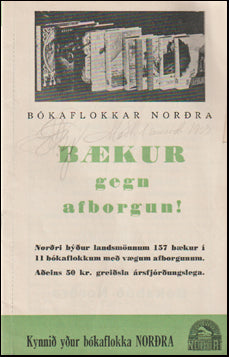 BÓKAFLOKKAR NORÐRA
BÆKUR
gegn
afborgun!
Norðri býður landsmönnum 157 bækur í
11 bókaflokkum með vægum afborgunum.
Aðeins 50 kr. greiðsla ársfjórðungslega.
Kynnið yður bókaflokka NORÐRA
NORÐRI